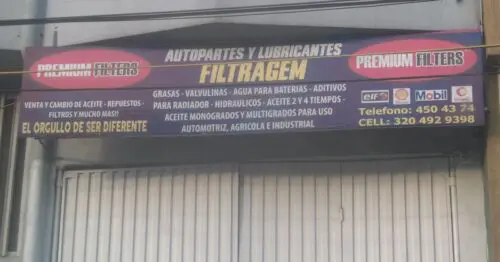 AUTOPARTES Y LUBRICANTES
PREMIUM FILTERS
FILTRAGEM
PREMIUM FILTERS
VENTA Y CAMBIO DE ACEITE - REPUESTOS -
FILTROS Y MUCHO MAS!!
EL ORGULLO DE SER DIFERENTE
GRASAS - VALVULINAS - AGUA PARA BATERIAS - ADITIVOS
PARA RADIADOR - HIDRAULICOS - ACEITE 2 Y 4 TIEMPOS -
ACEITE MONOGRADOS Y MULTIGRADOS PARA USO
AUTOMOTRIZ, AGRICOLA E INDUSTRIAL
elf Mobil
Telefono: 450 43 74
CELL: 320 492 9398